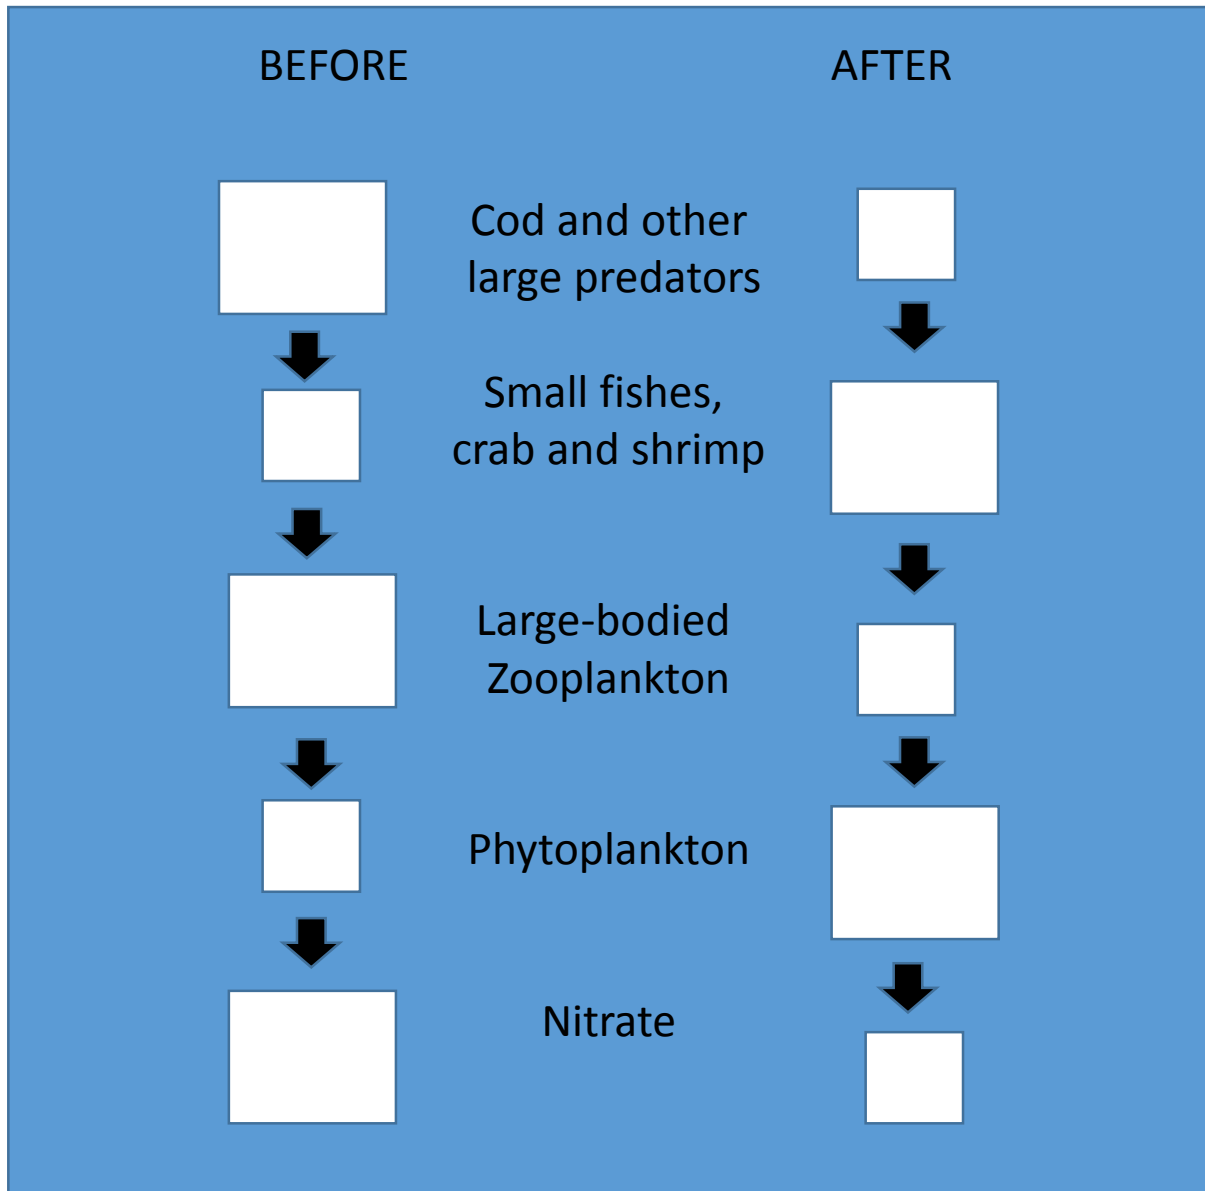 BEFORE
AFTER
Cod and other
large predators
Small fishes,
crab and shrimp
Large-bodied
Zooplankton
Phytoplankton
Nitrate